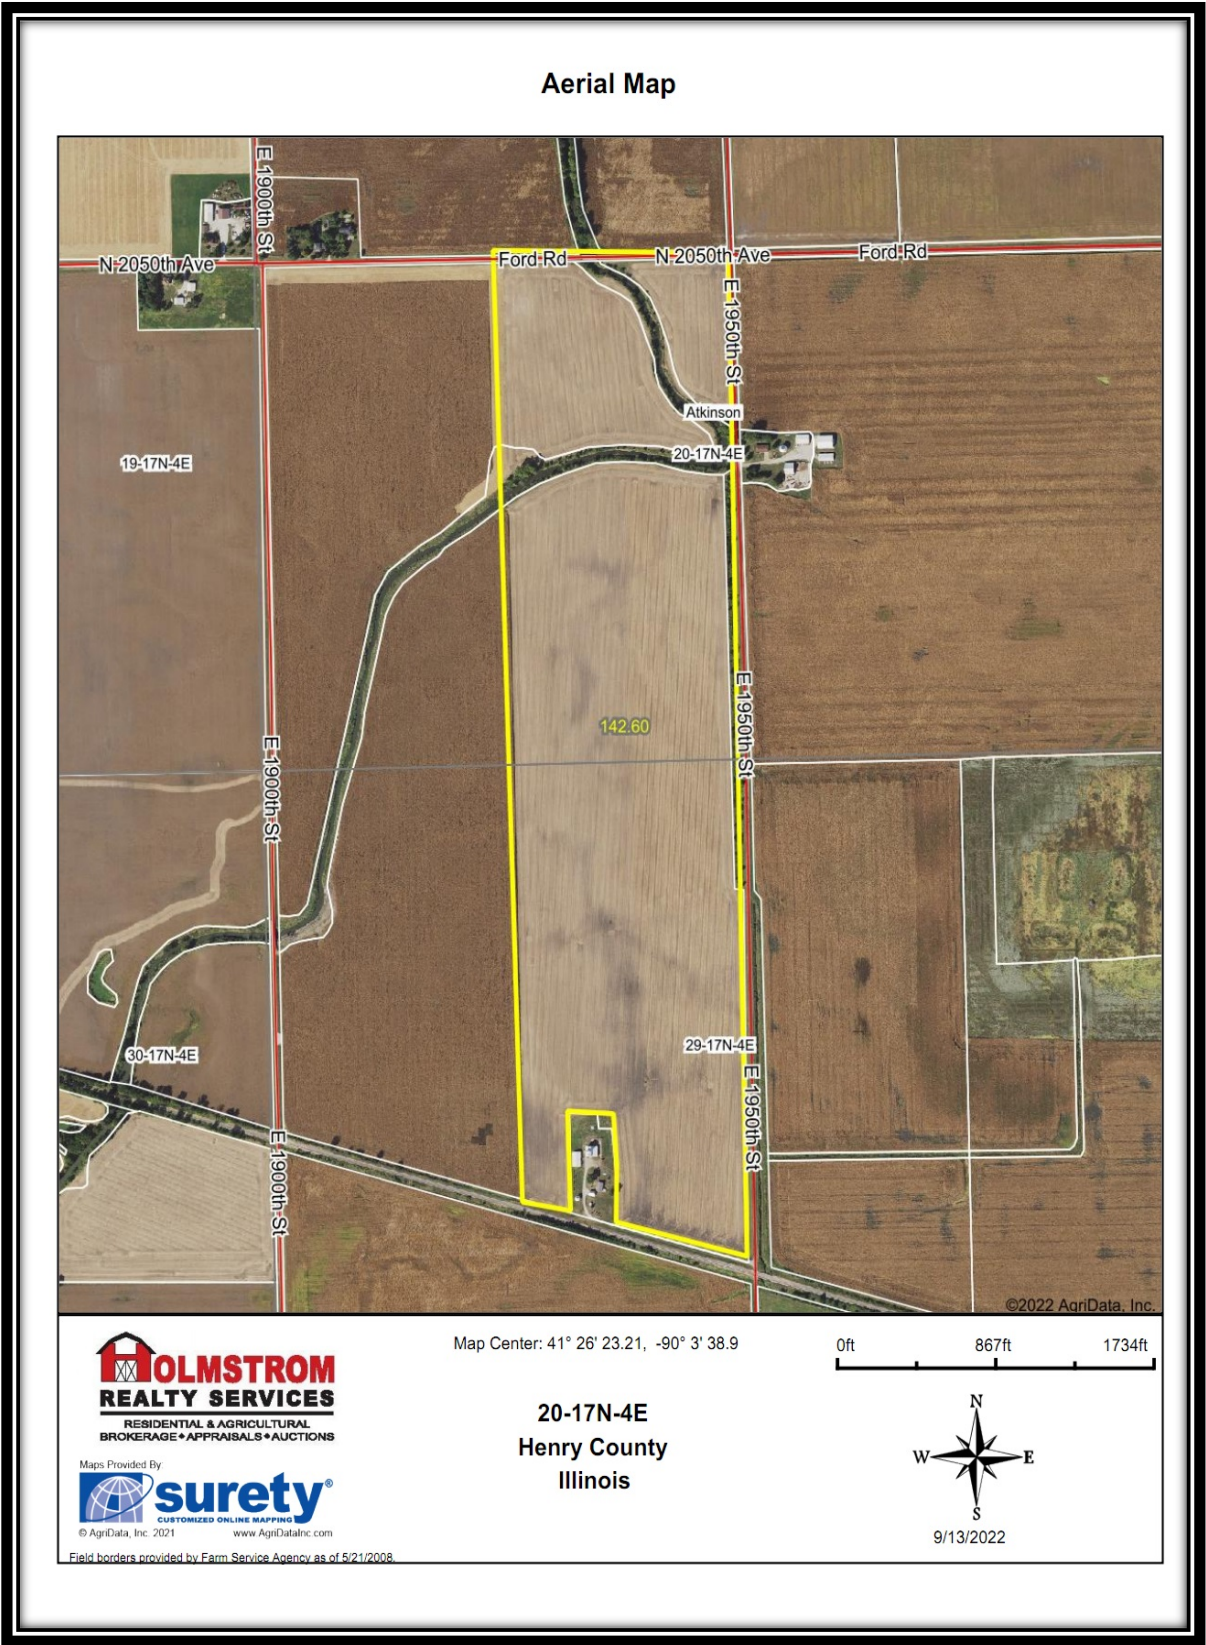 Aerial Map
E 1900th St
N 2050th Ave
Ford Rd
N 2050th Ave
Ford Rd
E 1950th St
Atkinson
20-17N-4E
19-17N-4E
E 1950th St
142.60
E 1900th St
29-17N-4E
30-17N-4E
E 1950th St
E 1900th St
©2022 AgriData, Inc.
HOLMSTROM
REALTY SERVICES
RESIDENTIAL & AGRICULTURAL
BROKERAGE◆APPRAISALS◆AUCTIONS
Maps Provided By:
surety®
CUSTOMIZED ONLINE MAPPING
© AgriData, Inc. 2021 www.AgriDataInc.com
Field borders provided by Farm Service Agency as of 5/21/2008.
Map Center: 41° 26' 23.21, -90° 3' 38.9
20-17N-4E
Henry County
Illinois
0ft 867ft 1734ft
N
W E
S
9/13/2022